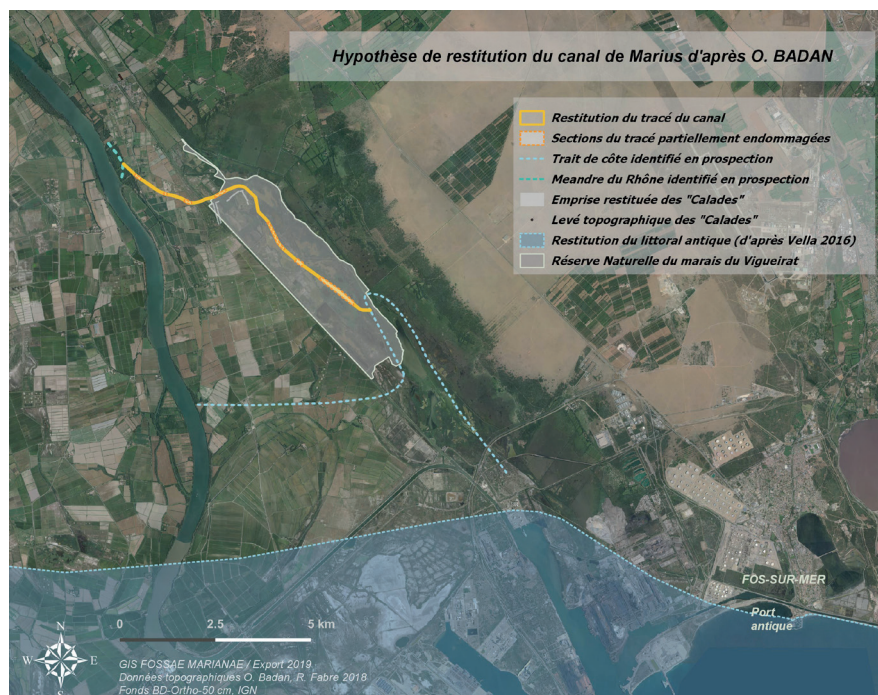 Hypothèse de restitution du canal de Marius d'après O. BADAN
Restitution du tracé du canal
Sections du tracé partiellement endommagées
Trait de côte identifié en prospection
Meandre du Rhône identifié en prospection
Emprise restituée des "Calades"
Levé topographique des "Calades"
Restitution du littoral antique (d'après Vella 2016)
Réserve Naturelle du marais du Vigueirat
FOS-SUR-MER
Port
antique
0 2.5 5 km
N
W E
S
GIS FOSSAE MARIANAE / Export 2019
Données topographiques O. Badan, R. Fabre 2018
Fonds BD-Ortho-50 cm, IGN